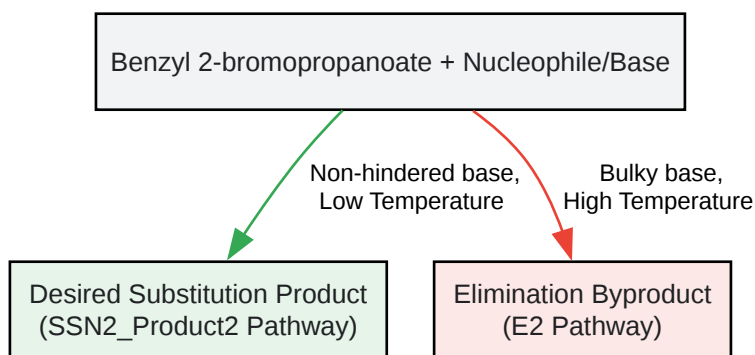 Benzyl 2-bromopropanoate + Nucleophile/Base
Non-hindered base,
Low Temperature
Bulky base,
High Temperature
Desired Substitution Product
(SSN2_Product2 Pathway)
Elimination Byproduct
(E2 Pathway)